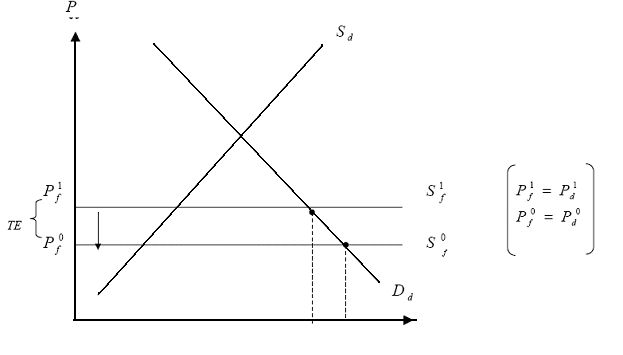 P
S_d
P_f^1
S_f^1
P_f^1 = P_d^1
P_f^0 = P_d^0
TE
P_f^0
S_f^0
D_d